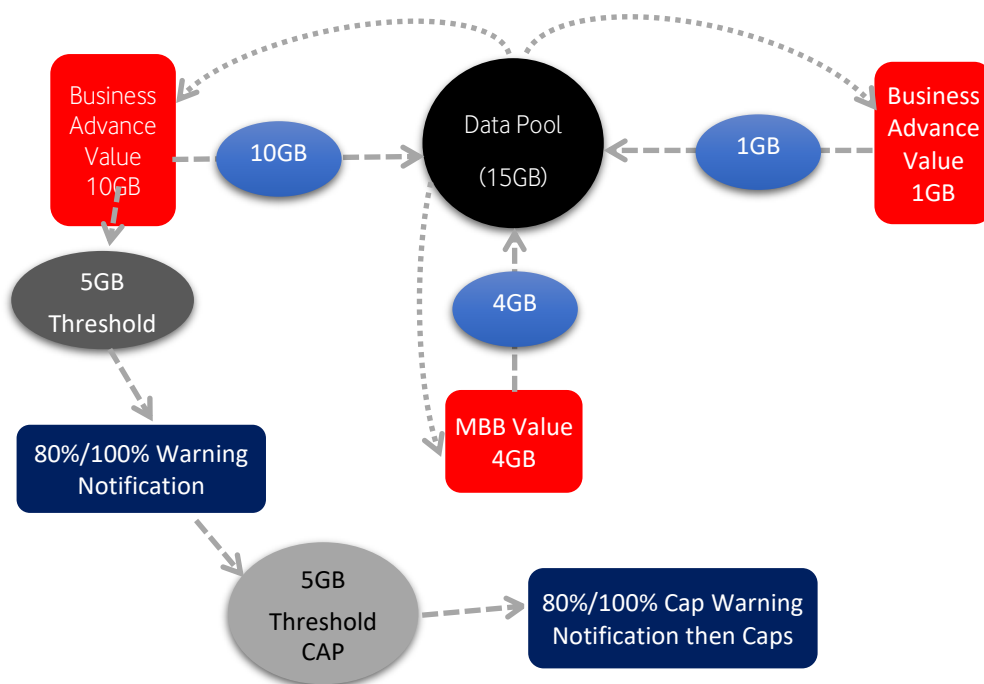 Business
Advance
Value
10GB
10GB
Data Pool
(15GB)
1GB
Business
Advance
Value
1GB
5GB
Threshold
4GB
MBB Value
4GB
80%/100% Warning
Notification
5GB
Threshold
CAP
80%/100% Cap Warning
Notification then Caps